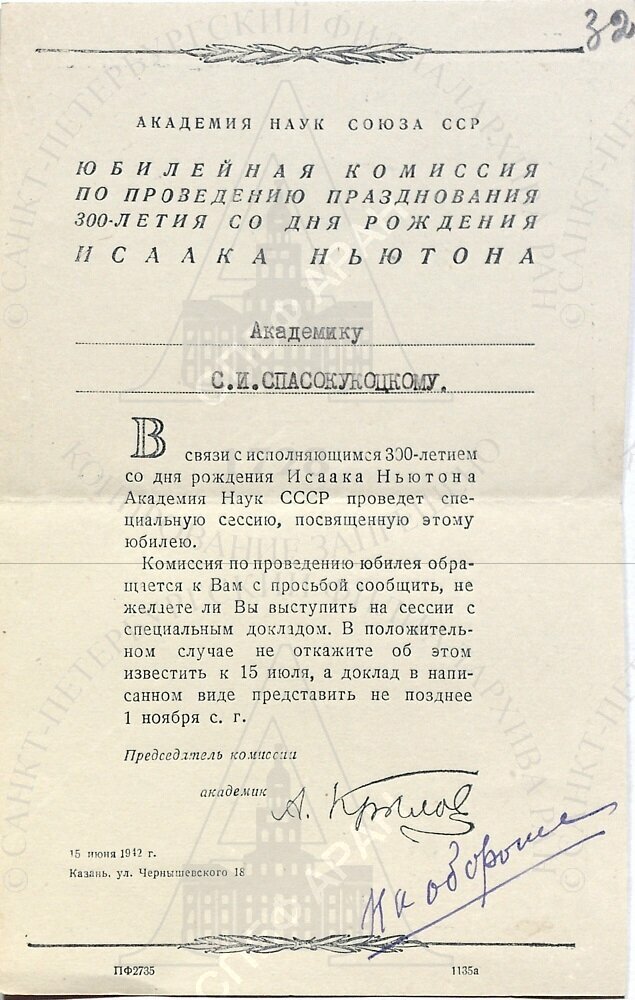 32
АКАДЕМИЯ НАУК СОЮЗА ССР
ЮБИЛЕЙНАЯ КОМИССИЯ
ПО ПРОВЕДЕНИЮ ПРАЗДНОВАНИЯ
300-ЛЕТИЯ СО ДНЯ РОЖДЕНИЯ
ИСААКА НЬЮТОНА
Академику
С.И.СПАСОКУКОЦКОМУ.
В связи с исполняющимся 300-летием
со дня рождения Исаака Ньютона
Академия Наук СССР проведет спе-
циальную сессию, посвященную этому
юбилею.
Комиссия по проведению юбилея обра-
щается к Вам с просьбой сообщить, не
желаете ли Вы выступить на сессии с
специальным докладом. В положитель-
ном случае не откажите об этом
известить к 15 июля, а доклад в напи-
санном виде представить не позднее
1 ноября с. г.
Председатель комиссии
академик А. Крылов
15 июня 1942 г.
Казань, ул. Чернышевского 18
На обороте
ПФ2735 1135а